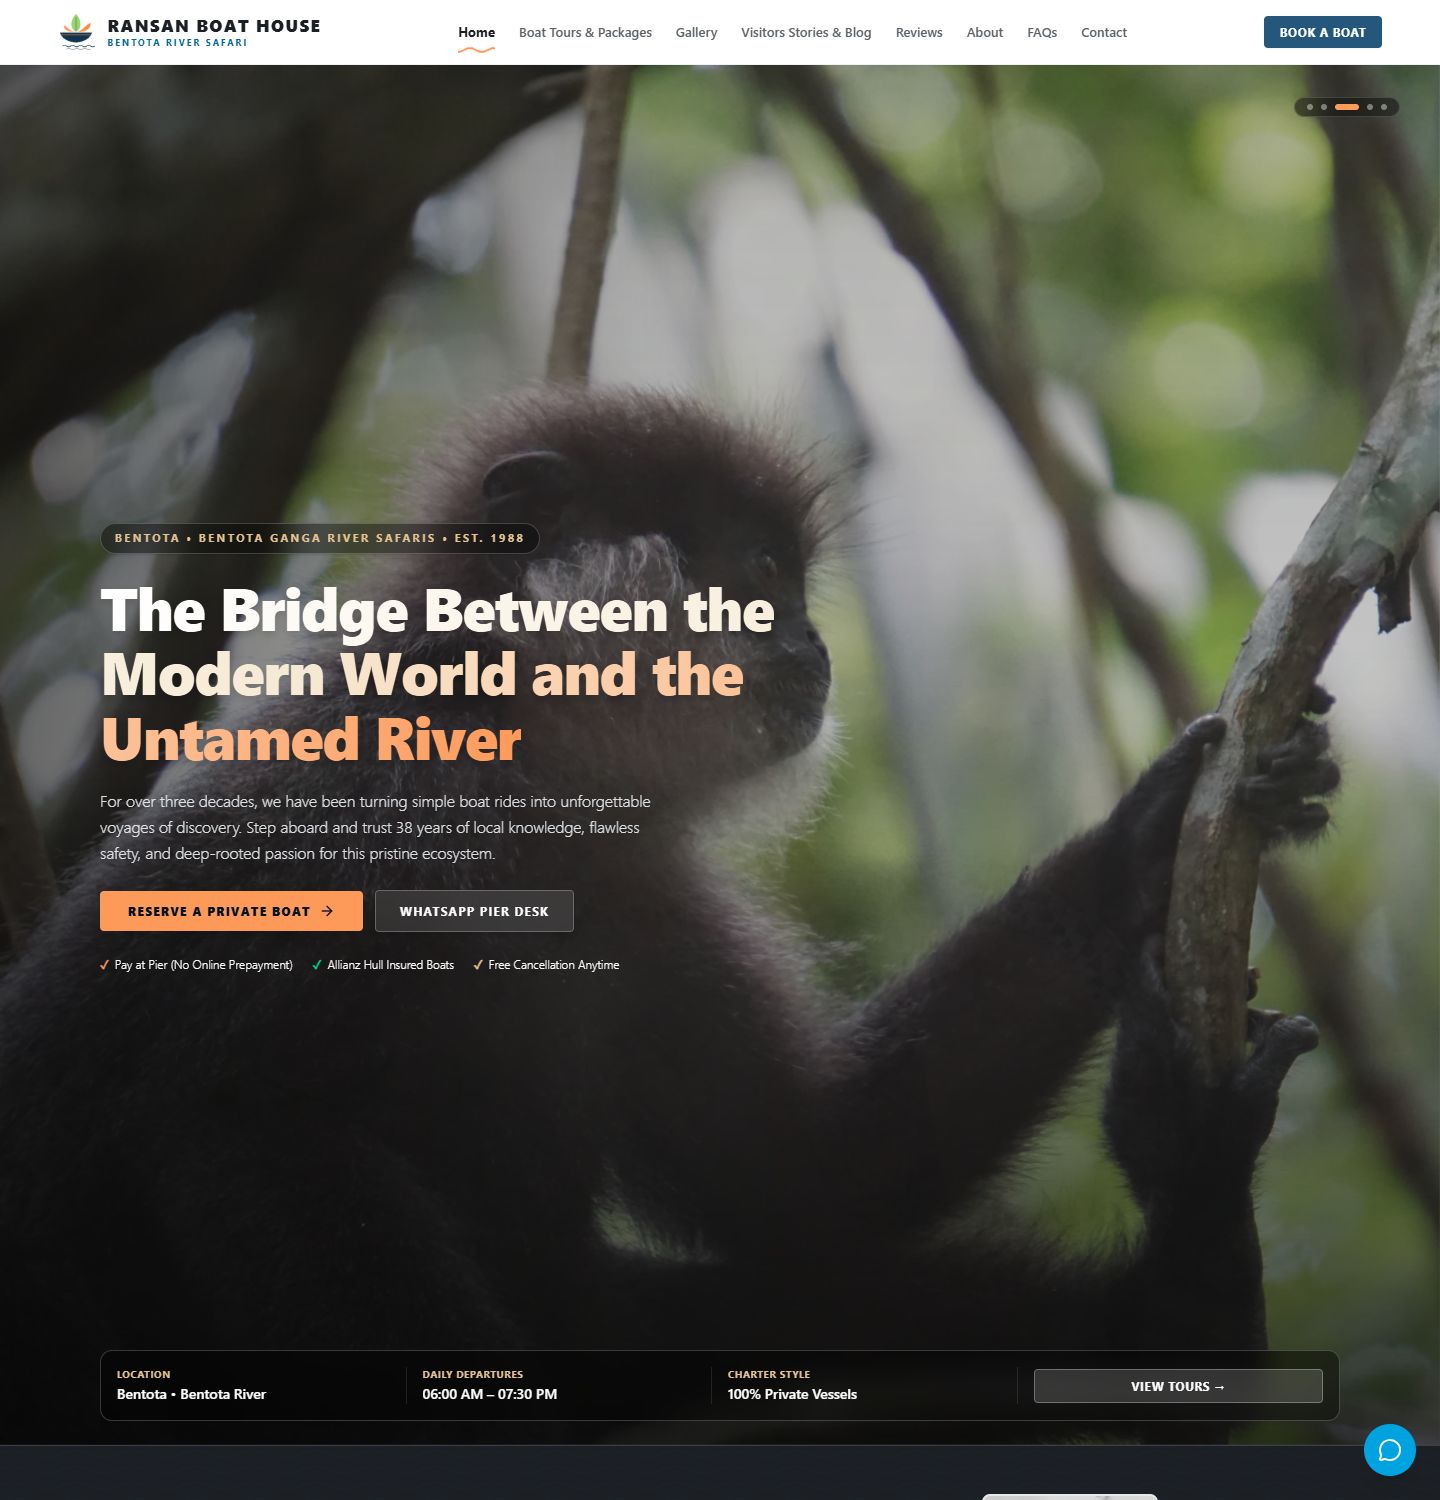 RANSAN BOAT HOUSE
BENTOTA RIVER SAFARI
Home
Boat Tours & Packages
Gallery
Visitors Stories & Blog
Reviews
About
FAQs
Contact
BOOK A BOAT
BENTOTA • BENTOTA GANGA RIVER SAFARIS • EST. 1988
The Bridge Between the
Modern World and the
Untamed River
For over three decades, we have been turning simple boat rides into unforgettable
voyages of discovery. Step aboard and trust 38 years of local knowledge, flawless
safety, and deep-rooted passion for this pristine ecosystem.
RESERVE A PRIVATE BOAT →
WHATSAPP PIER DESK
✓ Pay at Pier (No Online Prepayment)
✓ Allianz Hull Insured Boats
✓ Free Cancellation Anytime
LOCATION
Bentota • Bentota River
DAILY DEPARTURES
06:00 AM – 07:30 PM
CHARTER STYLE
100% Private Vessels
VIEW TOURS →